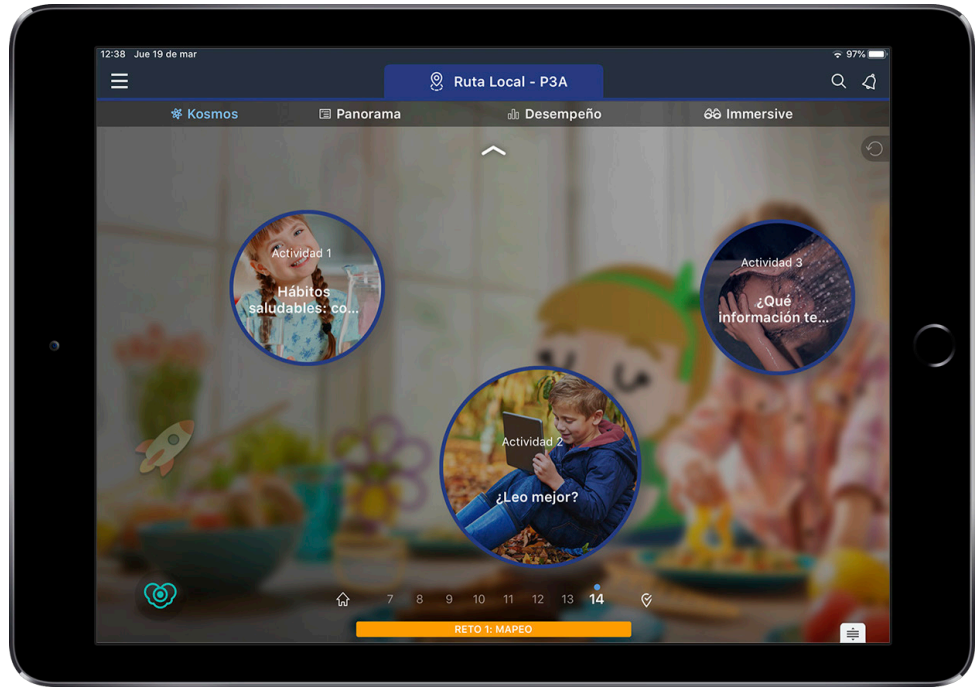 12:38 Jue 19 de mar
97%
Ruta Local - P3A
Kosmos
Panorama
Desempeño
Immersive
Actividad 1
Hábitos
saludables: co...
Actividad 3
¿Qué
información te...
Actividad 2
¿Leo mejor?
7 8 9 10 11 12 13 14
RETO 1: MAPEO